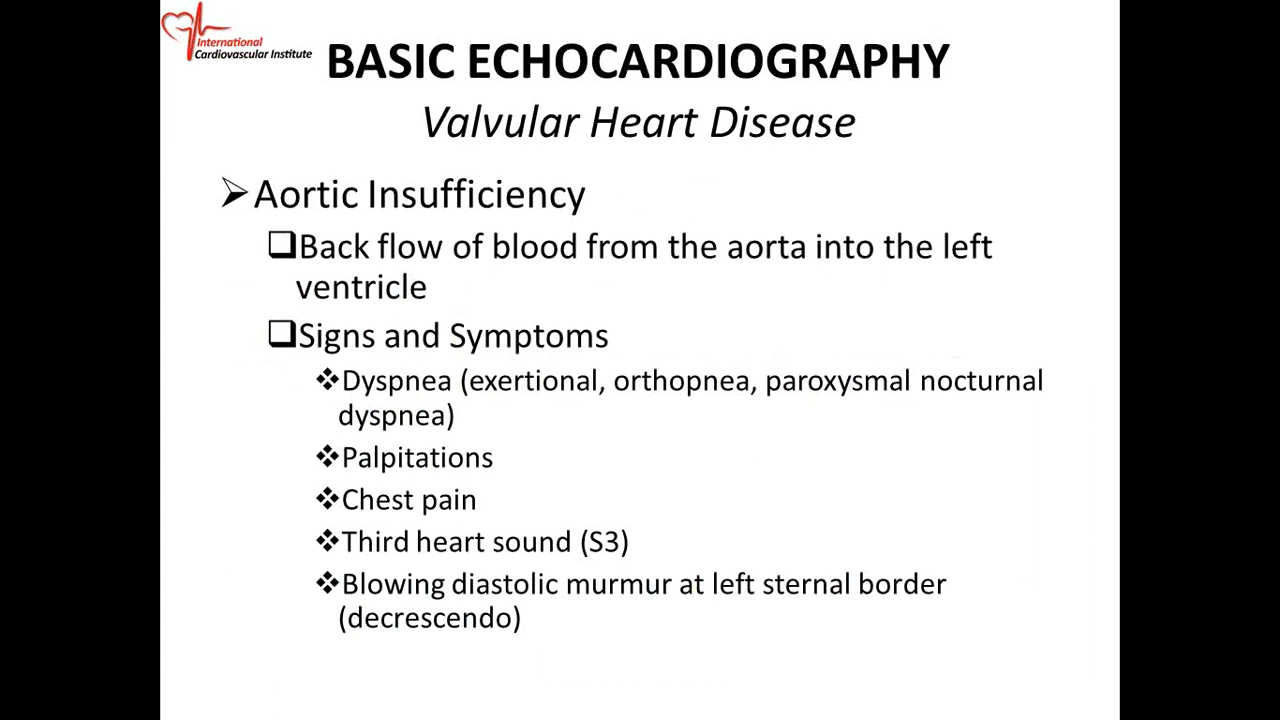 International
Cardiovascular Institute
BASIC ECHOCARDIOGRAPHY
Valvular Heart Disease
➢Aortic Insufficiency
❑Back flow of blood from the aorta into the left
ventricle
❑Signs and Symptoms
❖Dyspnea (exertional, orthopnea, paroxysmal nocturnal
dyspnea)
❖Palpitations
❖Chest pain
❖Third heart sound (S3)
❖Blowing diastolic murmur at left sternal border
(decrescendo)